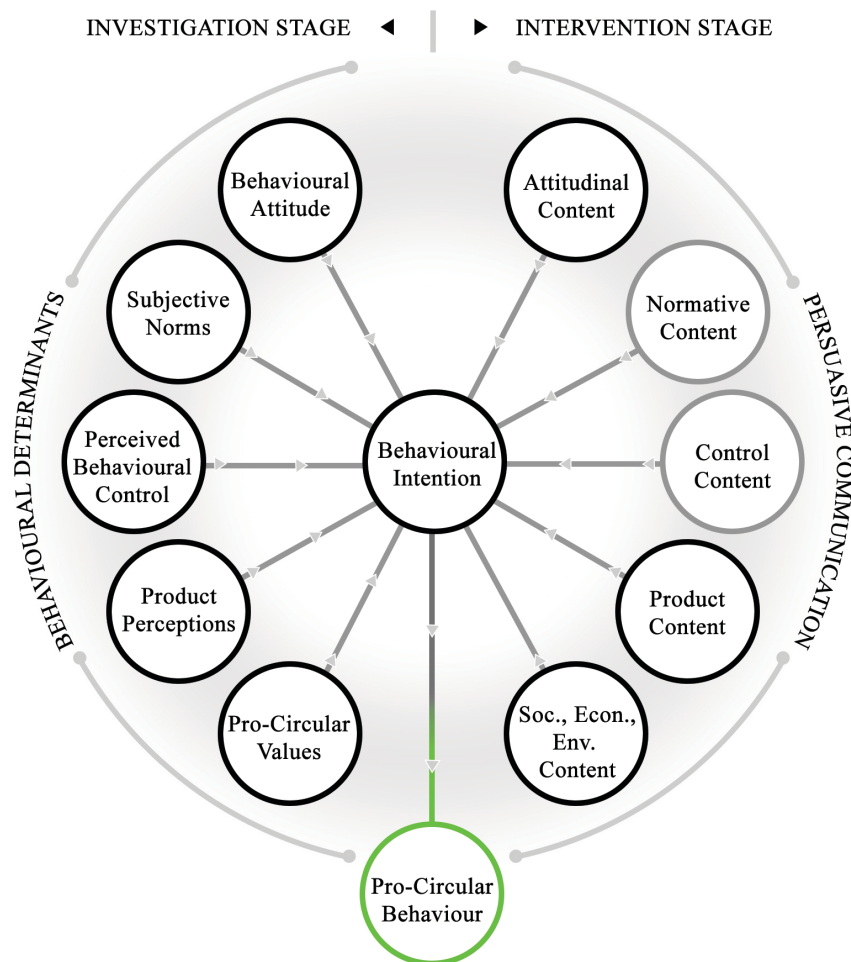 INVESTIGATION STAGE
INTERVENTION STAGE
BEHAVIOURAL DETERMINANTS
PERSUASIVE COMMUNICATION
Behavioural
Attitude
Attitudinal
Content
Subjective
Norms
Normative
Content
Perceived
Behavioural
Control
Behavioural
Intention
Control
Content
Product
Perceptions
Product
Content
Pro-Circular
Values
Soc., Econ.,
Env.
Content
Pro-Circular
Behaviour